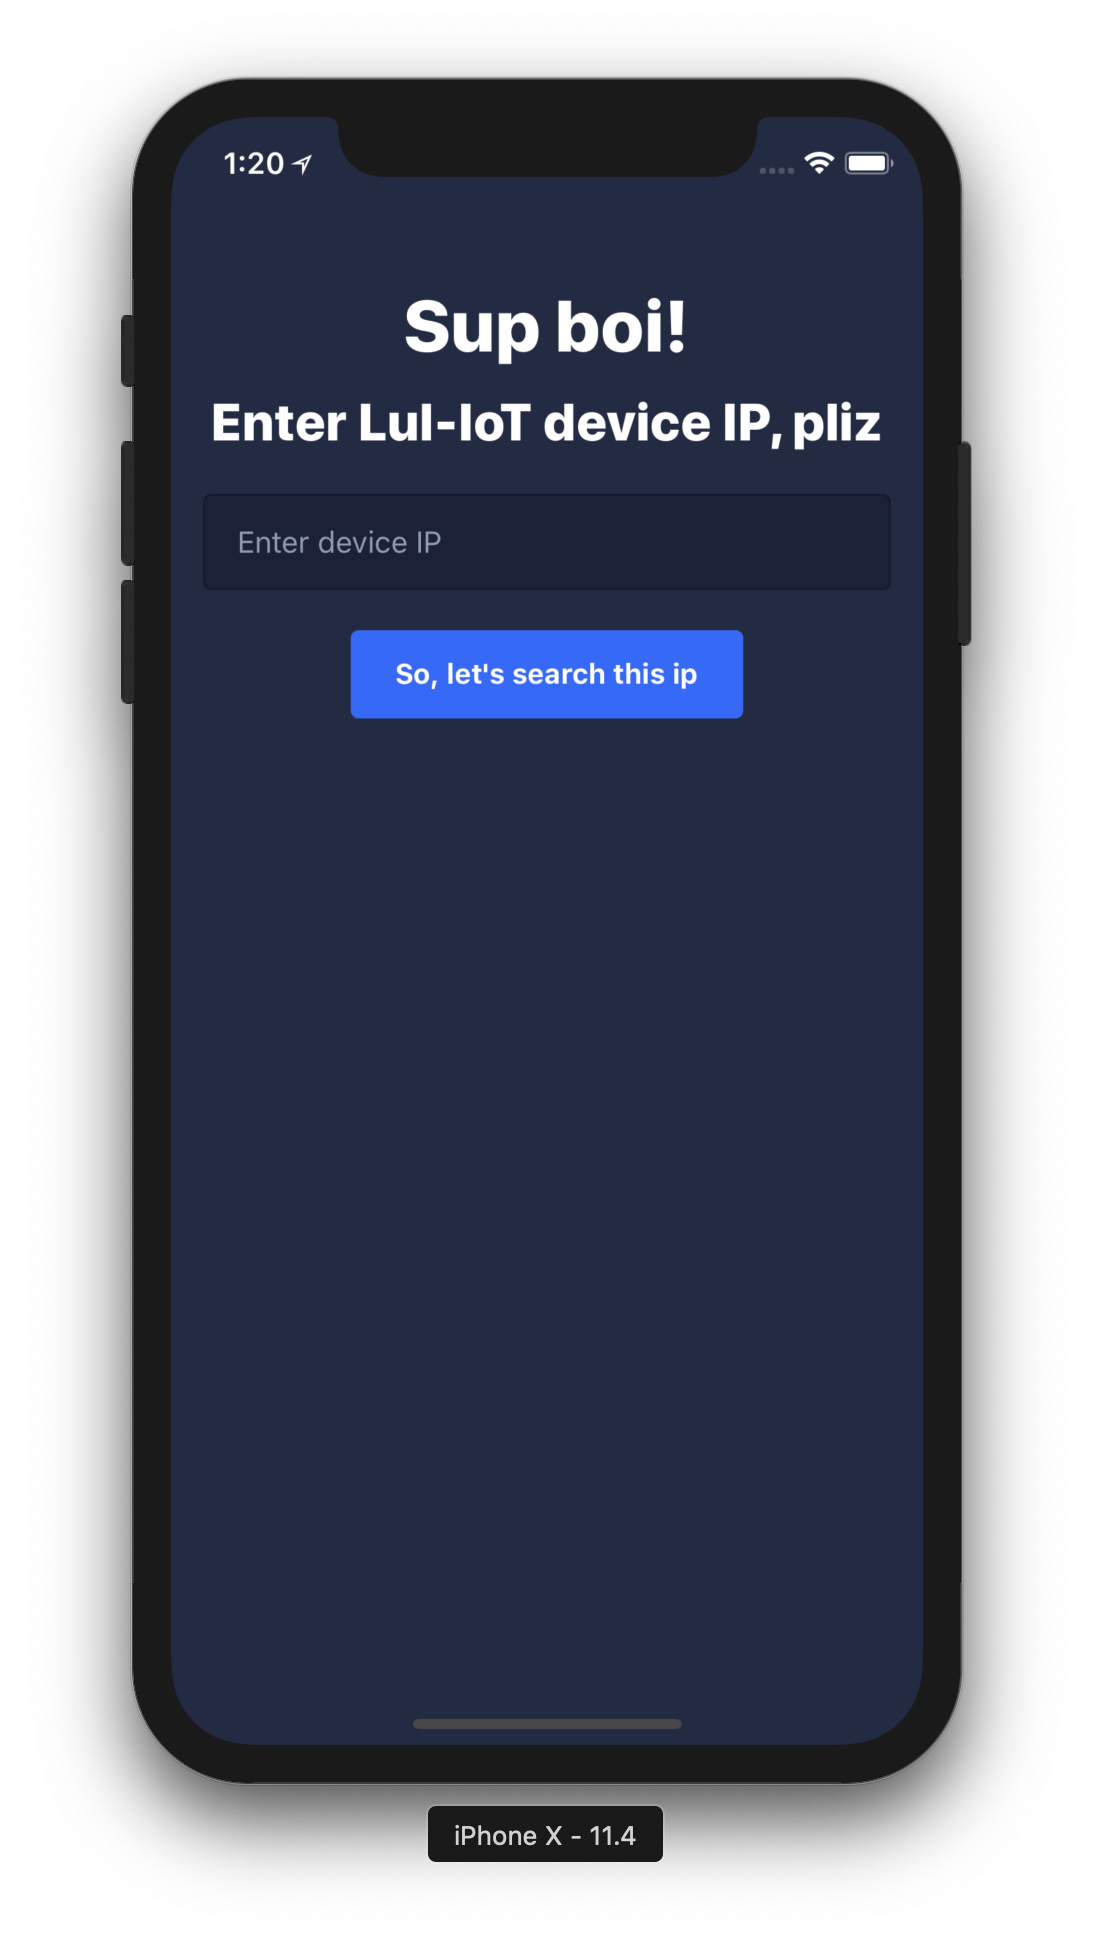 1:20
Sup boi!
Enter Lul-IoT device IP, pliz
Enter device IP
So, let's search this ip
iPhone X - 11.4